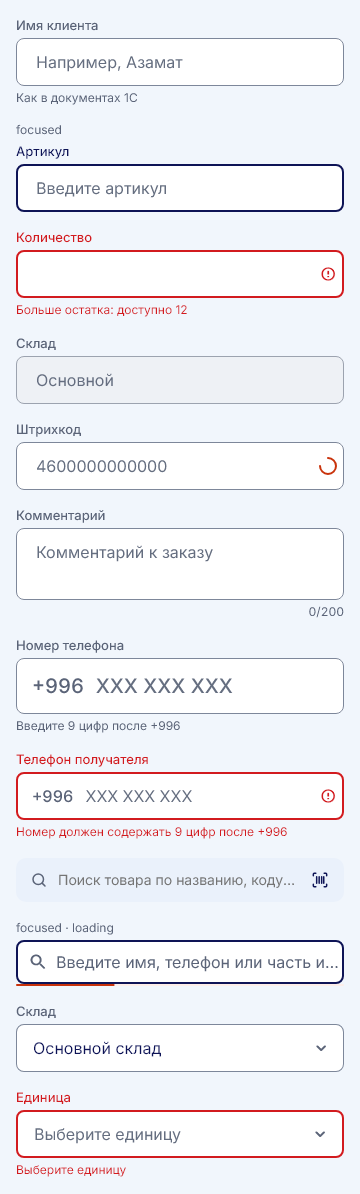 Имя клиента
Например, Азамат
Как в документах 1С
focused
Артикул
Введите артикул
Количество
Больше остатка: доступно 12
Склад
Основной
Штрихкод
4600000000000
Комментарий
Комментарий к заказу
0/200
Номер телефона
+996 XXX XXX XXX
Введите 9 цифр после +996
Телефон получателя
+996 XXX XXX XXX
Номер должен содержать 9 цифр после +996
Поиск товара по названию, коду...
focused · loading
Введите имя, телефон или часть и...
Склад
Основной склад
Единица
Выберите единицу
Выберите единицу